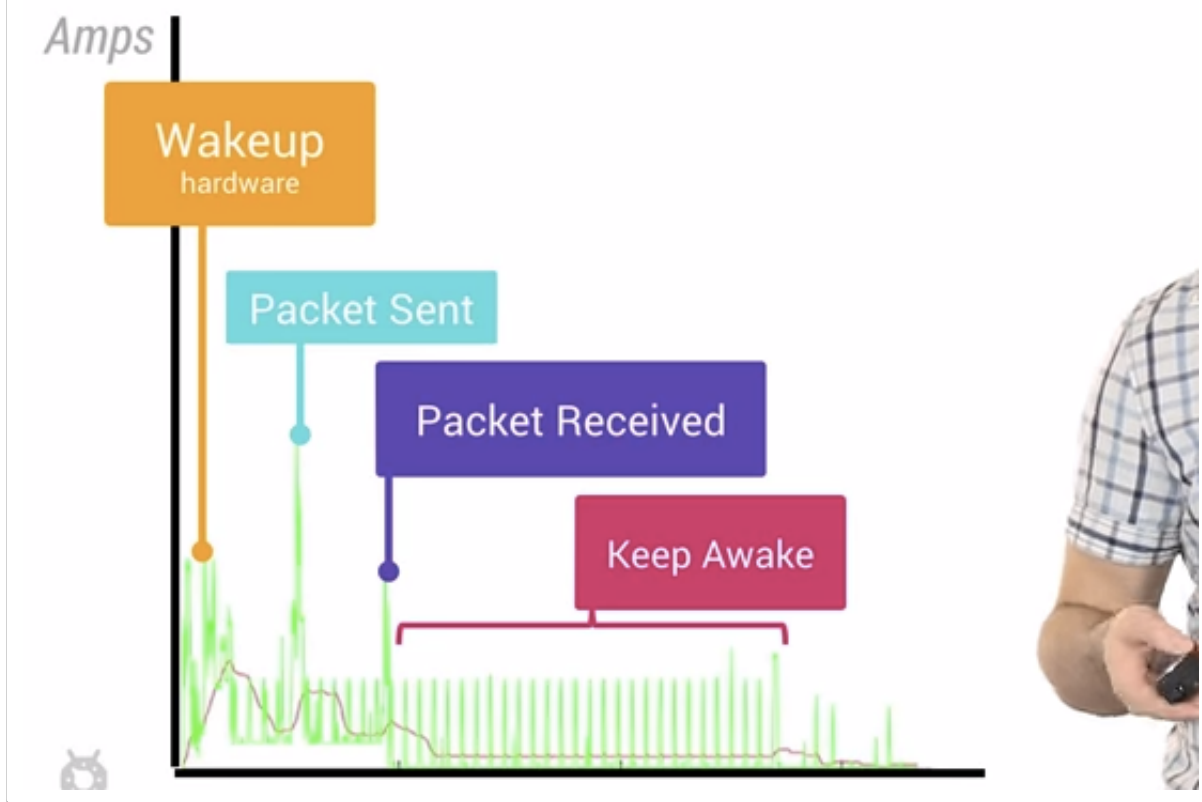 Amps
Wakeup
hardware
Packet Sent
Packet Received
Keep Awake